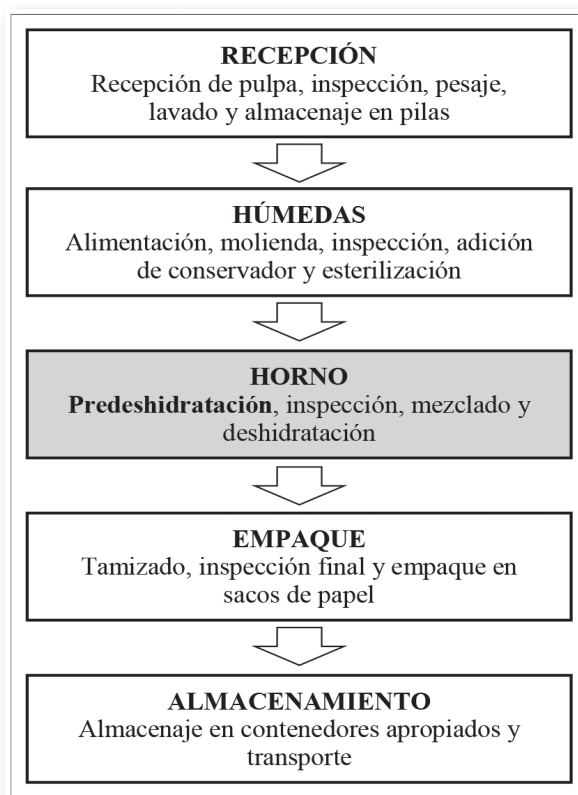 RECEPCIÓN
Recepción de pulpa, inspección, pesaje,
lavado y almacenaje en pilas
HÚMEDAS
Alimentación, molienda, inspección, adición
de conservador y esterilización
HORNO
Predeshidratación, inspección, mezclado y
deshidratación
EMPAQUE
Tamizado, inspección final y empaque en
sacos de papel
ALMACENAMIENTO
Almacenaje en contenedores apropiados y
transporte